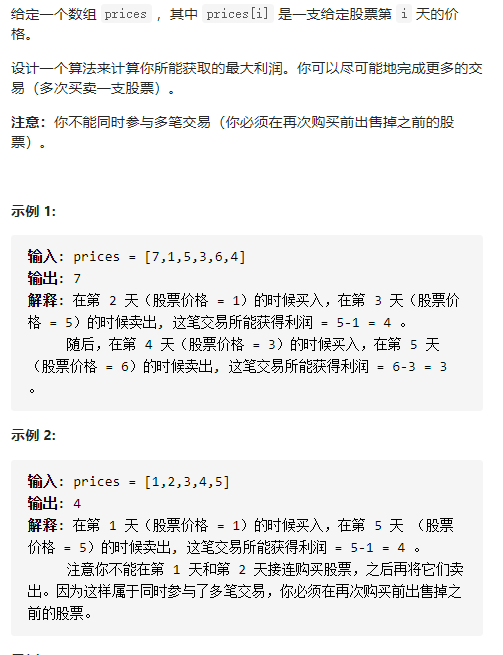 给定一个数组 prices ，其中 prices[i] 是一支给定股票第 i 天的价
格。
设计一个算法来计算你所能获取的最大利润。你可以尽可能地完成更多的交
易（多次买卖一支股票）。
注意：你不能同时参与多笔交易（你必须在再次购买前出售掉之前的股
票）。
示例 1:
输入: prices = [7,1,5,3,6,4]
输出: 7
解释: 在第 2 天（股票价格 = 1）的时候买入，在第 3 天（股票价
格 = 5）的时候卖出, 这笔交易所能获得利润 = 5-1 = 4 。
随后，在第 4 天（股票价格 = 3）的时候买入，在第 5 天
（股票价格 = 6）的时候卖出, 这笔交易所能获得利润 = 6-3 = 3
。
示例 2:
输入: prices = [1,2,3,4,5]
输出: 4
解释: 在第 1 天（股票价格 = 1）的时候买入，在第 5 天 （股票
价格 = 5）的时候卖出, 这笔交易所能获得利润 = 5-1 = 4 。
注意你不能在第 1 天和第 2 天接连购买股票，之后再将它们卖
出。因为这样属于同时参与了多笔交易，你必须在再次购买前出售掉之
前的股票。